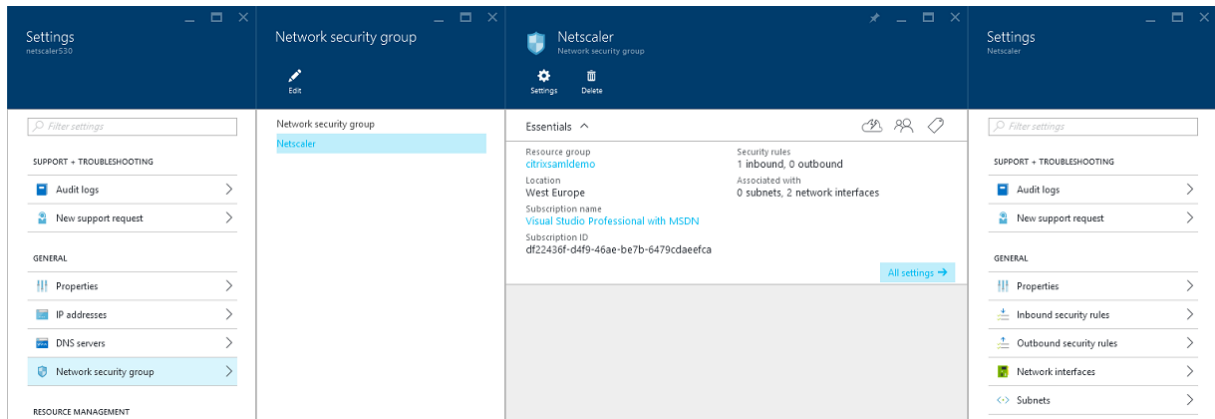 Settings
netscaler530
Filter settings
SUPPORT + TROUBLESHOOTING
Audit logs
New support request
GENERAL
Properties
IP addresses
DNS servers
Network security group
RESOURCE MANAGEMENT
Network security group
Edit
Network security group
Netscaler
Netscaler
Network security group
Settings
Delete
Essentials
Resource group
citrixsamldemo
Location
West Europe
Subscription name
Visual Studio Professional with MSDN
Subscription ID
df22436f-d4f9-46ae-be7b-6479cdaeefca
Security rules
1 inbound, 0 outbound
Associated with
0 subnets, 2 network interfaces
All settings
Settings
Netscaler
Filter settings
SUPPORT + TROUBLESHOOTING
Audit logs
New support request
GENERAL
Properties
Inbound security rules
Outbound security rules
Network interfaces
Subnets